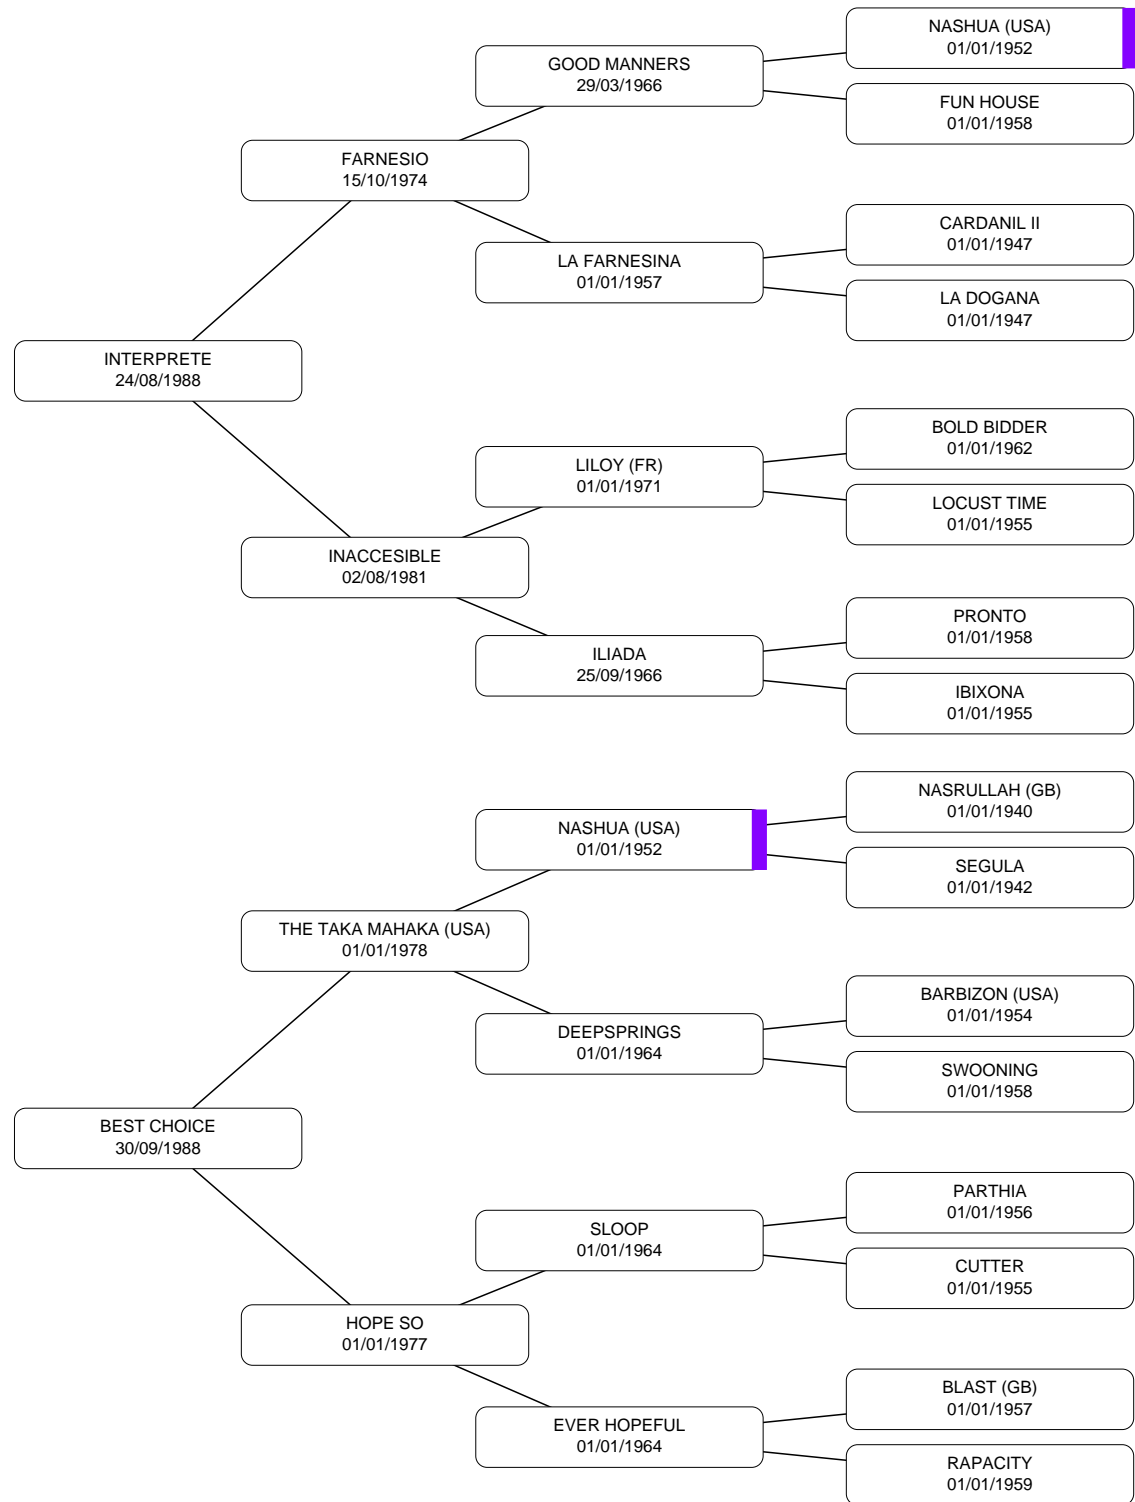 NASHUA (USA)
01/01/1952
GOOD MANNERS
29/03/1966
FUN HOUSE
01/01/1958
FARNESIO
15/10/1974
CARDANIL II
01/01/1947
LA FARNESINA
01/01/1957
LA DOGANA
01/01/1947
INTERPRETE
24/08/1988
BOLD BIDDER
01/01/1962
LILOY (FR)
01/01/1971
LOCUST TIME
01/01/1955
INACCESIBLE
02/08/1981
PRONTO
01/01/1958
ILIADA
25/09/1966
IBIXONA
01/01/1955
NASRULLAH (GB)
01/01/1940
NASHUA (USA)
01/01/1952
SEGULA
01/01/1942
THE TAKA MAHAKA (USA)
01/01/1978
BARBIZON (USA)
01/01/1954
DEEPSPRINGS
01/01/1964
SWOONING
01/01/1958
BEST CHOICE
30/09/1988
PARTHIA
01/01/1956
SLOOP
01/01/1964
CUTTER
01/01/1955
HOPE SO
01/01/1977
BLAST (GB)
01/01/1957
EVER HOPEFUL
01/01/1964
RAPACITY
01/01/1959